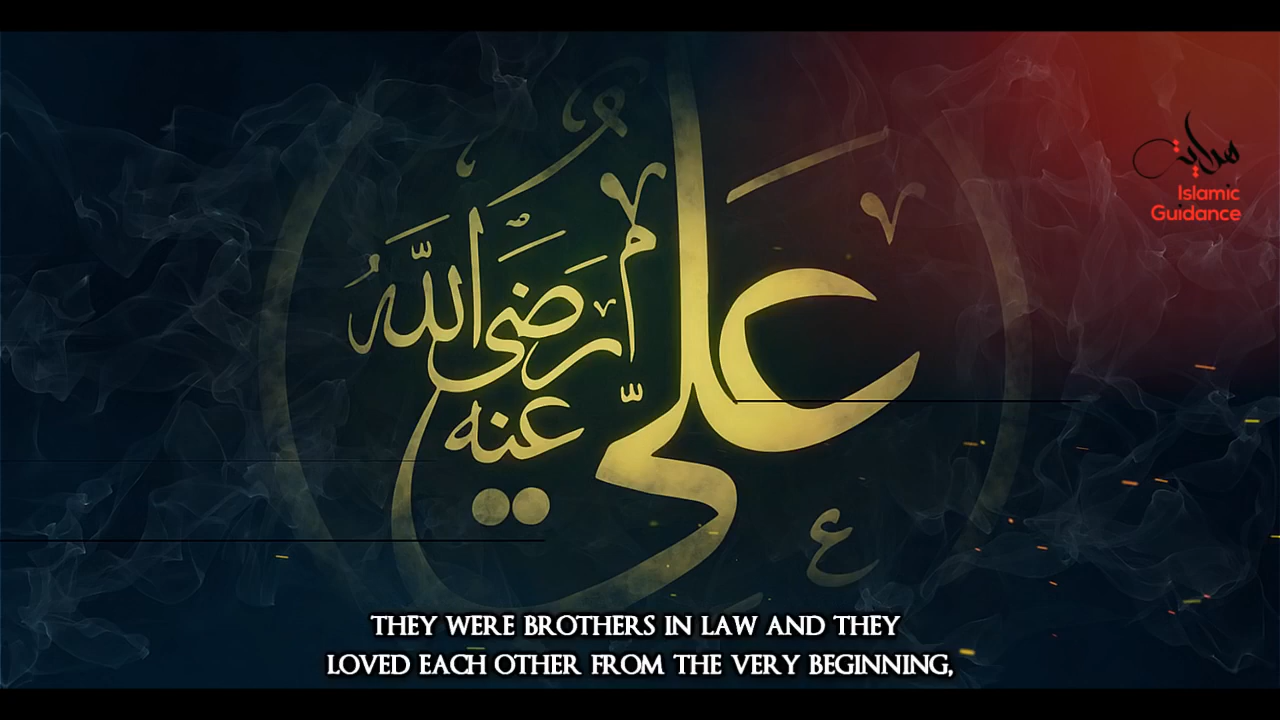 عليّ
رضي الله
عنه
هداية
Islamic
Guidance
THEY WERE BROTHERS IN LAW AND THEY
LOVED EACH OTHER FROM THE VERY BEGINNING,